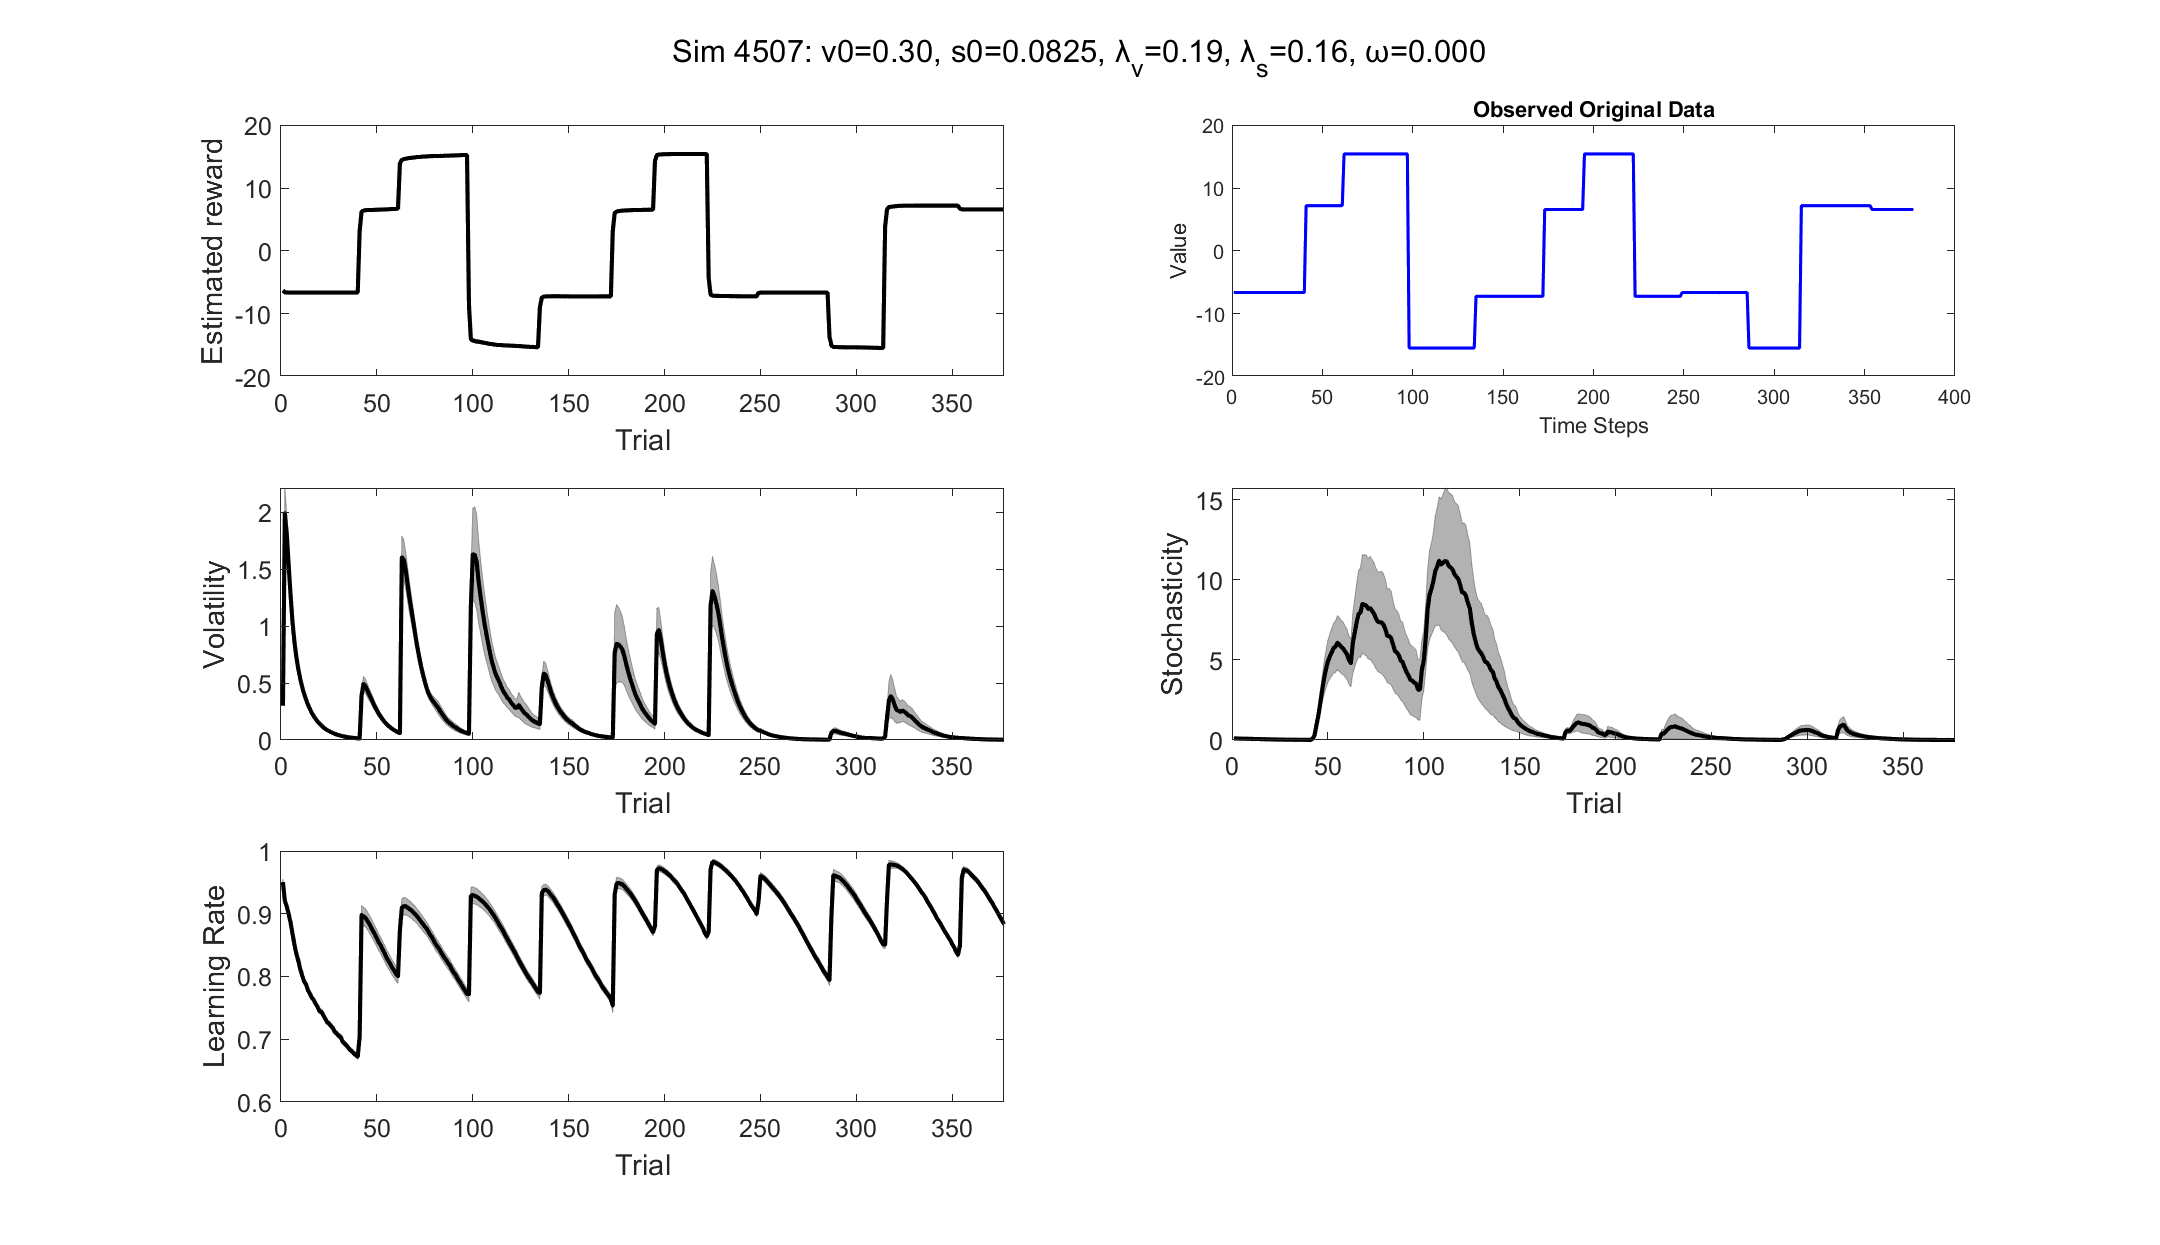 Sim 4507: v0=0.30, s0=0.0825, λ_v=0.19, λ_s=0.16, ω=0.000
Estimated reward
20
10
0
-10
-20
0 50 100 150 200 250 300 350
Trial
Observed Original Data
Value
20
10
0
-10
-20
0 50 100 150 200 250 300 350 400
Time Steps
Volatility
2
1.5
1
0.5
0
0 50 100 150 200 250 300 350
Trial
Stochasticity
15
10
5
0
0 50 100 150 200 250 300 350
Trial
Learning Rate
1
0.9
0.8
0.7
0.6
0 50 100 150 200 250 300 350
Trial